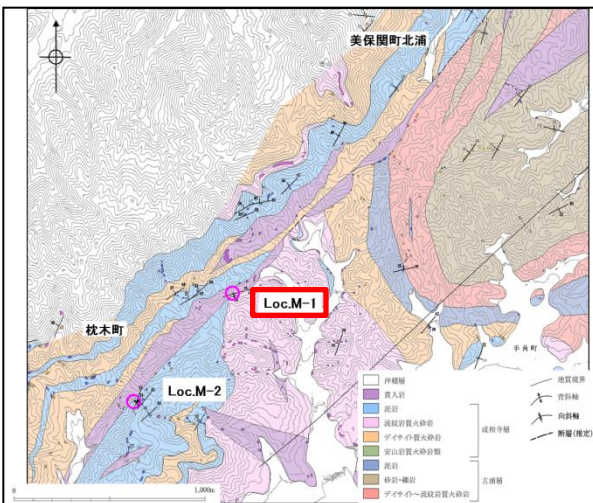 美保関町北浦
Loc.M-1
枕木町
Loc.M-2
手角町
沖積層
貫入岩
泥岩
流紋岩質火砕岩
デイサイト質火砕岩
安山岩質火砕岩類
成相寺層
泥岩
砂岩・礫岩
デイサイト～流紋岩質火砕岩
古浦層
地質境界
背斜軸
向斜軸
断層(推定)
0
1,000m